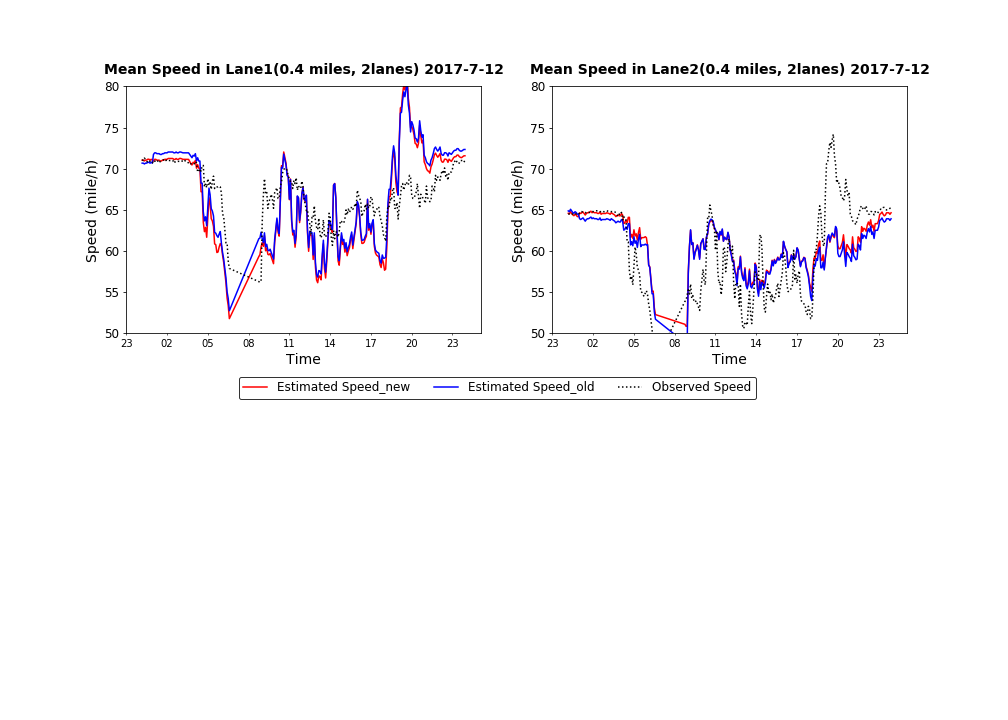 Mean Speed in Lane1(0.4 miles, 2lanes) 2017-7-12
80
75
70
65
60
55
50
Speed (mile/h)
23 02 05 08 11 14 17 20 23
Time
Mean Speed in Lane2(0.4 miles, 2lanes) 2017-7-12
80
75
70
65
60
55
50
Speed (mile/h)
23 02 05 08 11 14 17 20 23
Time
Estimated Speed_new Estimated Speed_old Observed Speed